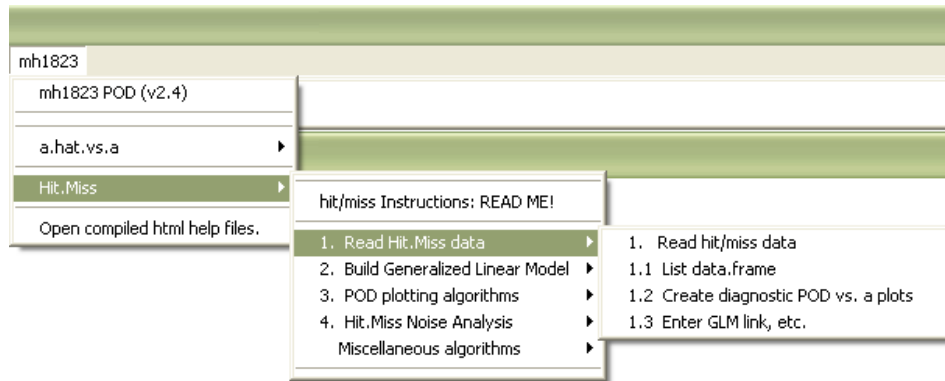 mh1823
mh1823 POD (v2.4)
a.hat.vs.a
Hit.Miss
Open compiled html help files.
hit/miss Instructions: READ ME!
1. Read Hit.Miss data
2. Build Generalized Linear Model
3. POD plotting algorithms
4. Hit.Miss Noise Analysis
Miscellaneous algorithms
1. Read hit/miss data
1.1 List data.frame
1.2 Create diagnostic POD vs. a plots
1.3 Enter GLM link, etc.